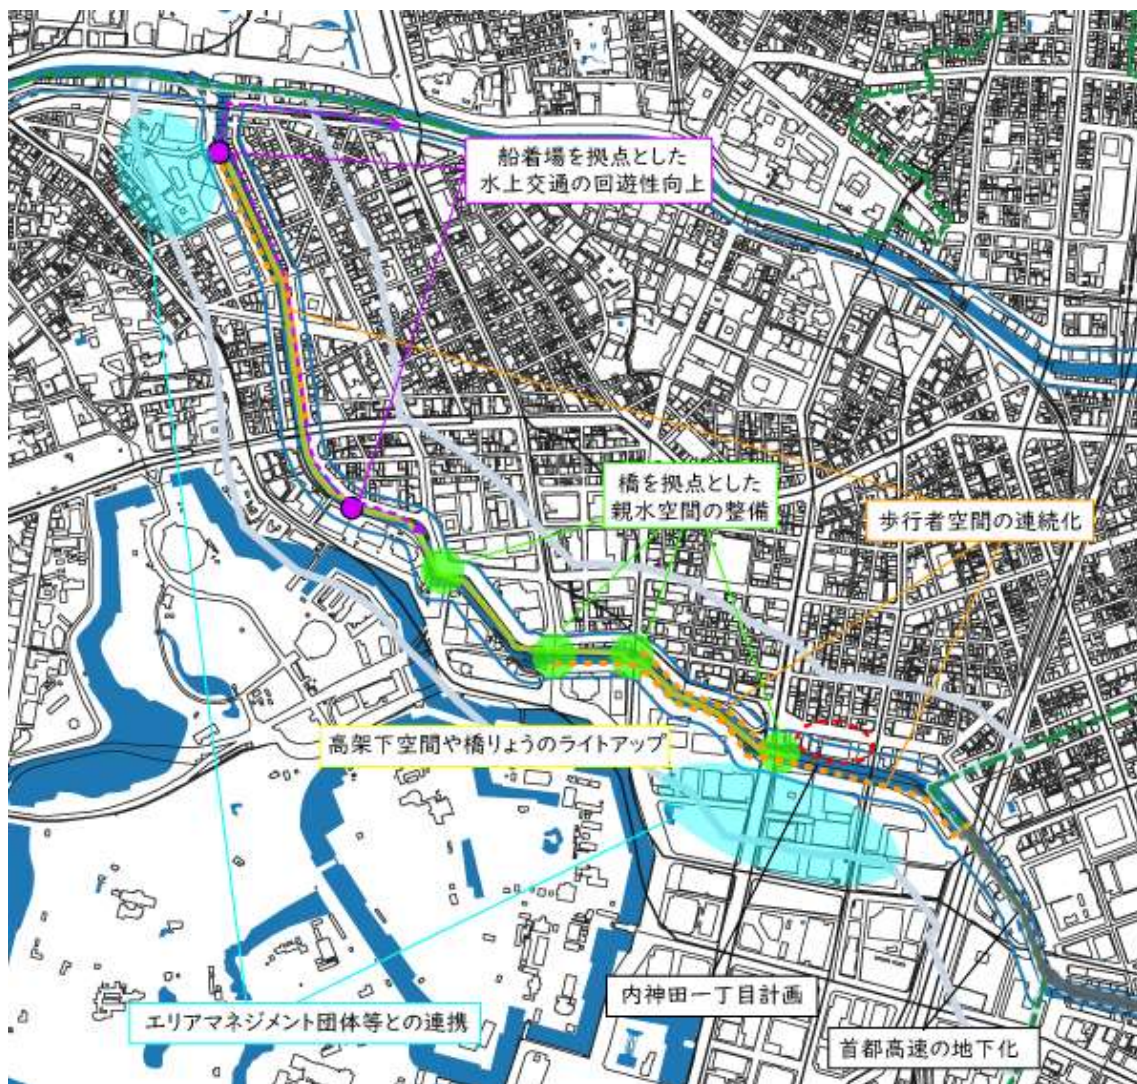 船着場を拠点とした
水上交通の回遊性向上
橋を拠点とした
親水空間の整備
歩行者空間の連続化
高架下空間や橋りょうのライトアップ
内神田一丁目計画
エリアマネジメント団体等との連携
首都高速の地下化